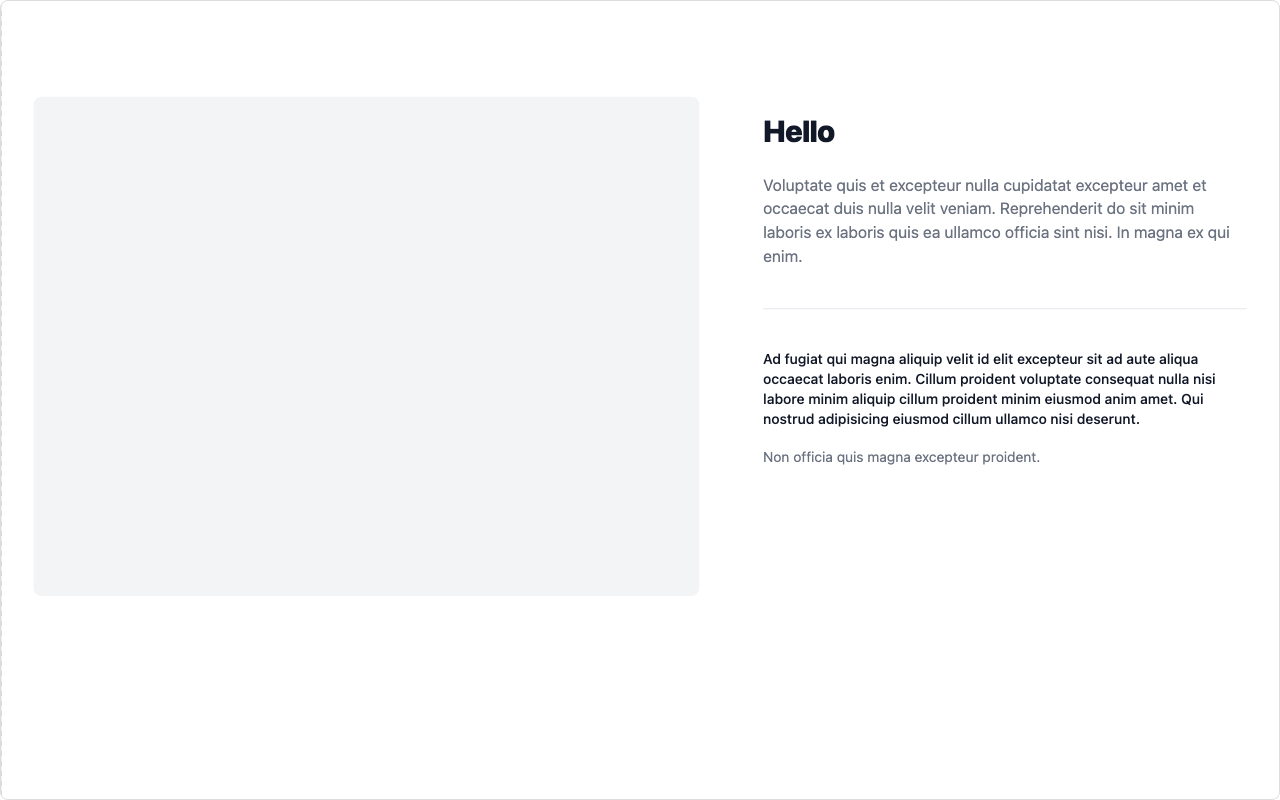 Hello
Voluptate quis et excepteur nulla cupidatat excepteur amet et
occaecat duis nulla velit veniam. Reprehenderit do sit minim
laboris ex laboris quis ea ullamco officia sint nisi. In magna ex qui
enim.
Ad fugiat qui magna aliquip velit id elit excepteur sit ad aute aliqua
occaecat laboris enim. Cillum proident voluptate consequat nulla nisi
labore minim aliquip cillum proident minim eiusmod anim amet. Qui
nostrud adipisicing eiusmod cillum ullamco nisi deserunt.
Non officia quis magna excepteur proident.